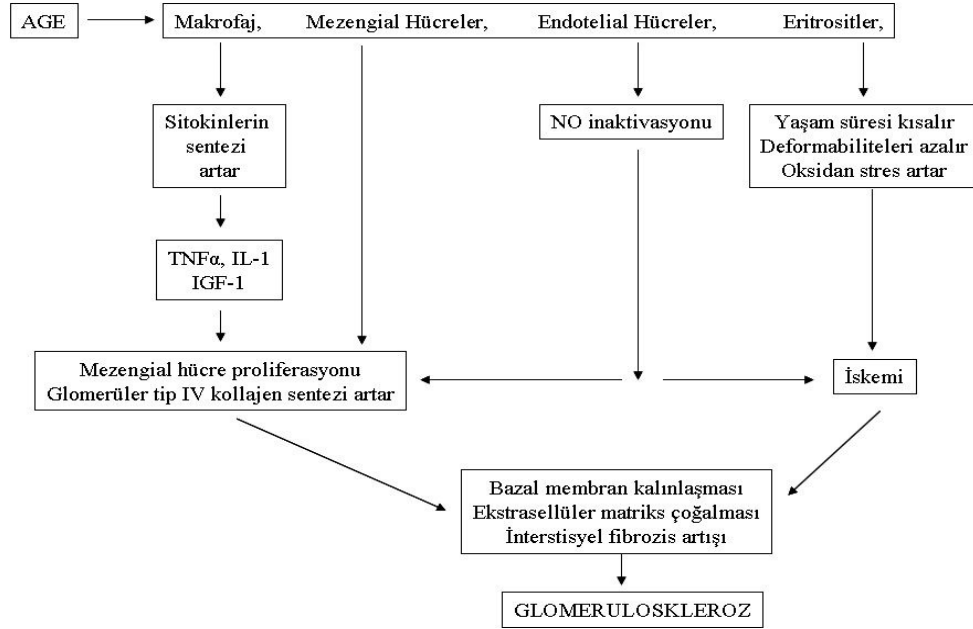 AGE
Makrofaj, Mezengial Hücreler, Endotelial Hücreler, Eritrositler,
Sitokinlerin
sentezi
artar
NO inaktivasyonu
Yaşam süresi kısalır
Deformabiliteleri azalır
Oksidan stres artar
TNFα, IL-1
IGF-1
Mezengial hücre proliferasyonu
Glomerüler tip IV kollajen sentezi artar
İskemi
Bazal membran kalınlaşması
Ekstrasellüler matriks çoğalması
İnterstisyel fibrozis artışı
GLOMERULOSKLEROZ